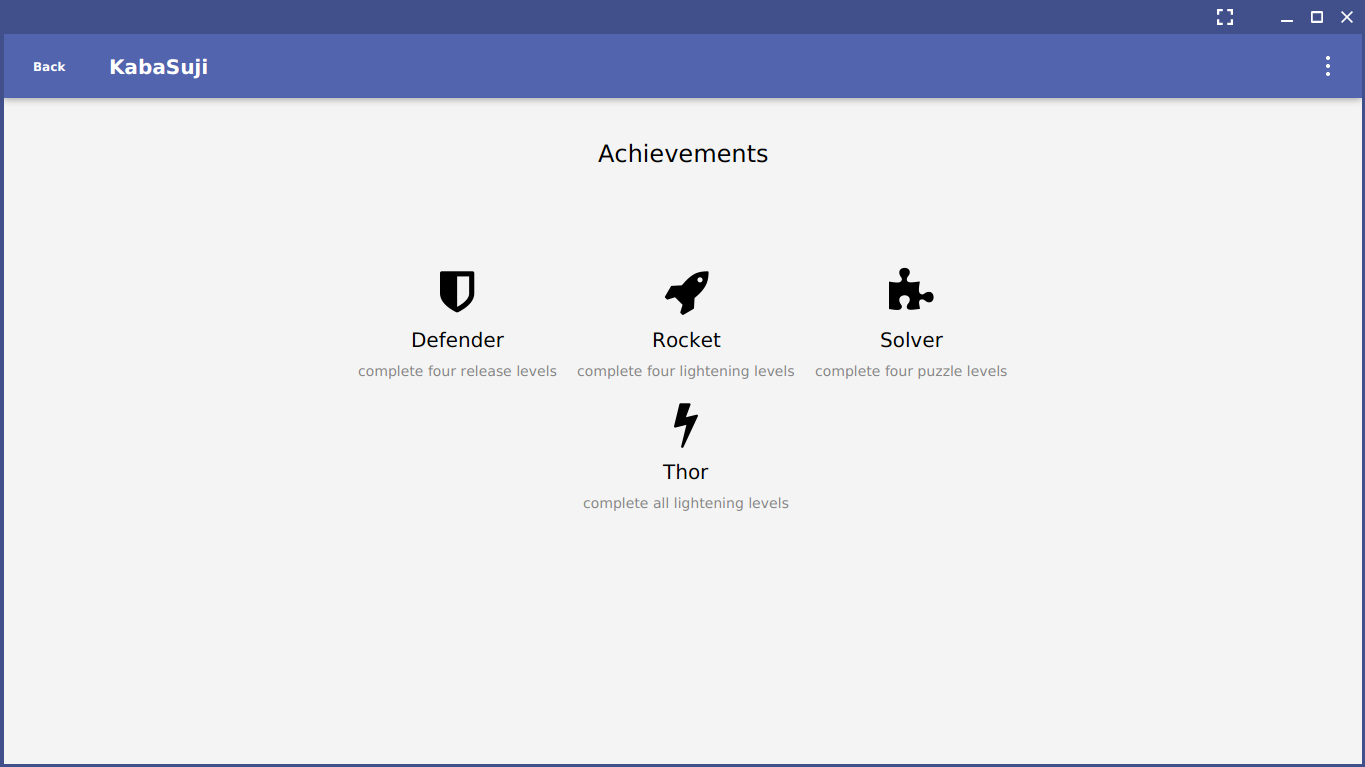 Back
KabaSuji
Achievements
Defender
Rocket
Solver
complete four release levels
complete four lightening levels
complete four puzzle levels
Thor
complete all lightening levels